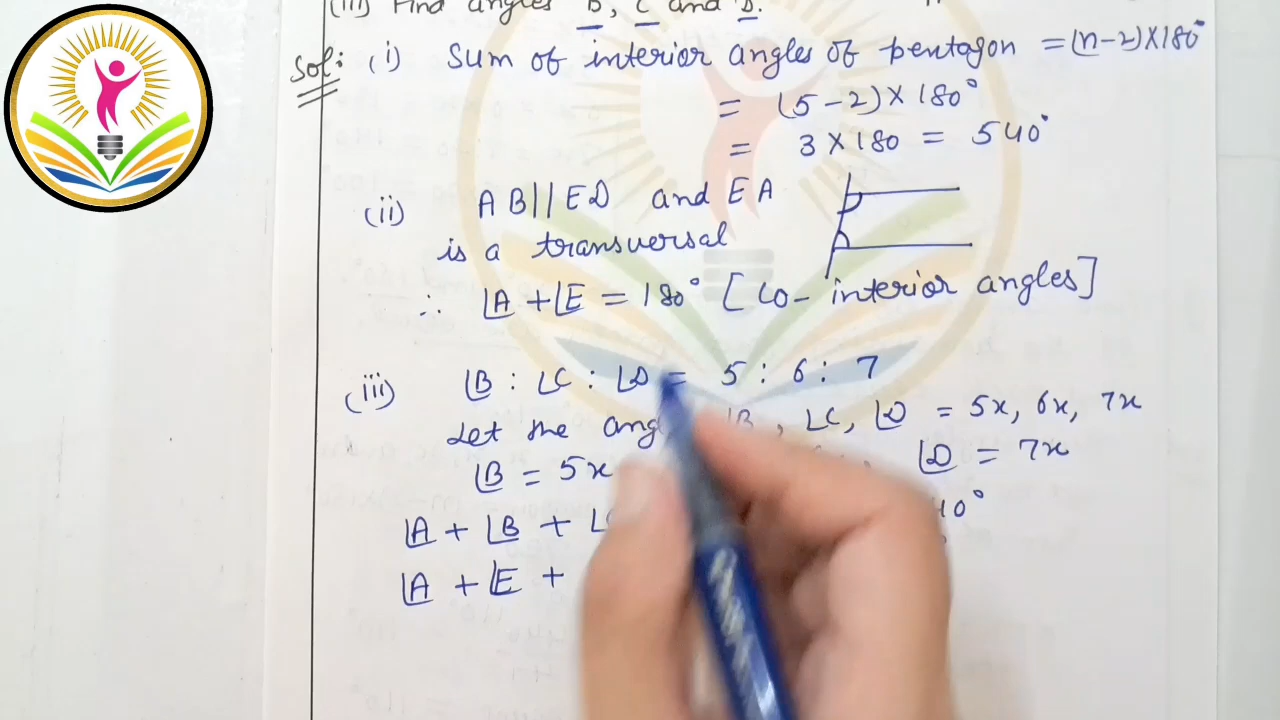 (iii) Find angles B, C and D.
Sol: (i) Sum of interior angles of pentagon = (n-2)×180°
= (5-2)×180°
= 3×180 = 540°
(ii) AB||ED and EA
is a transversal
∴ ∠A + ∠E = 180° [Co-interior angles]
(iii) ∠B : ∠C : ∠D = 5 : 6 : 7
Let the ∠B, ∠C, ∠D = 5x, 6x, 7x
∠B = 5x ∠D = 7x
∠A + ∠B +
∠A + ∠E +